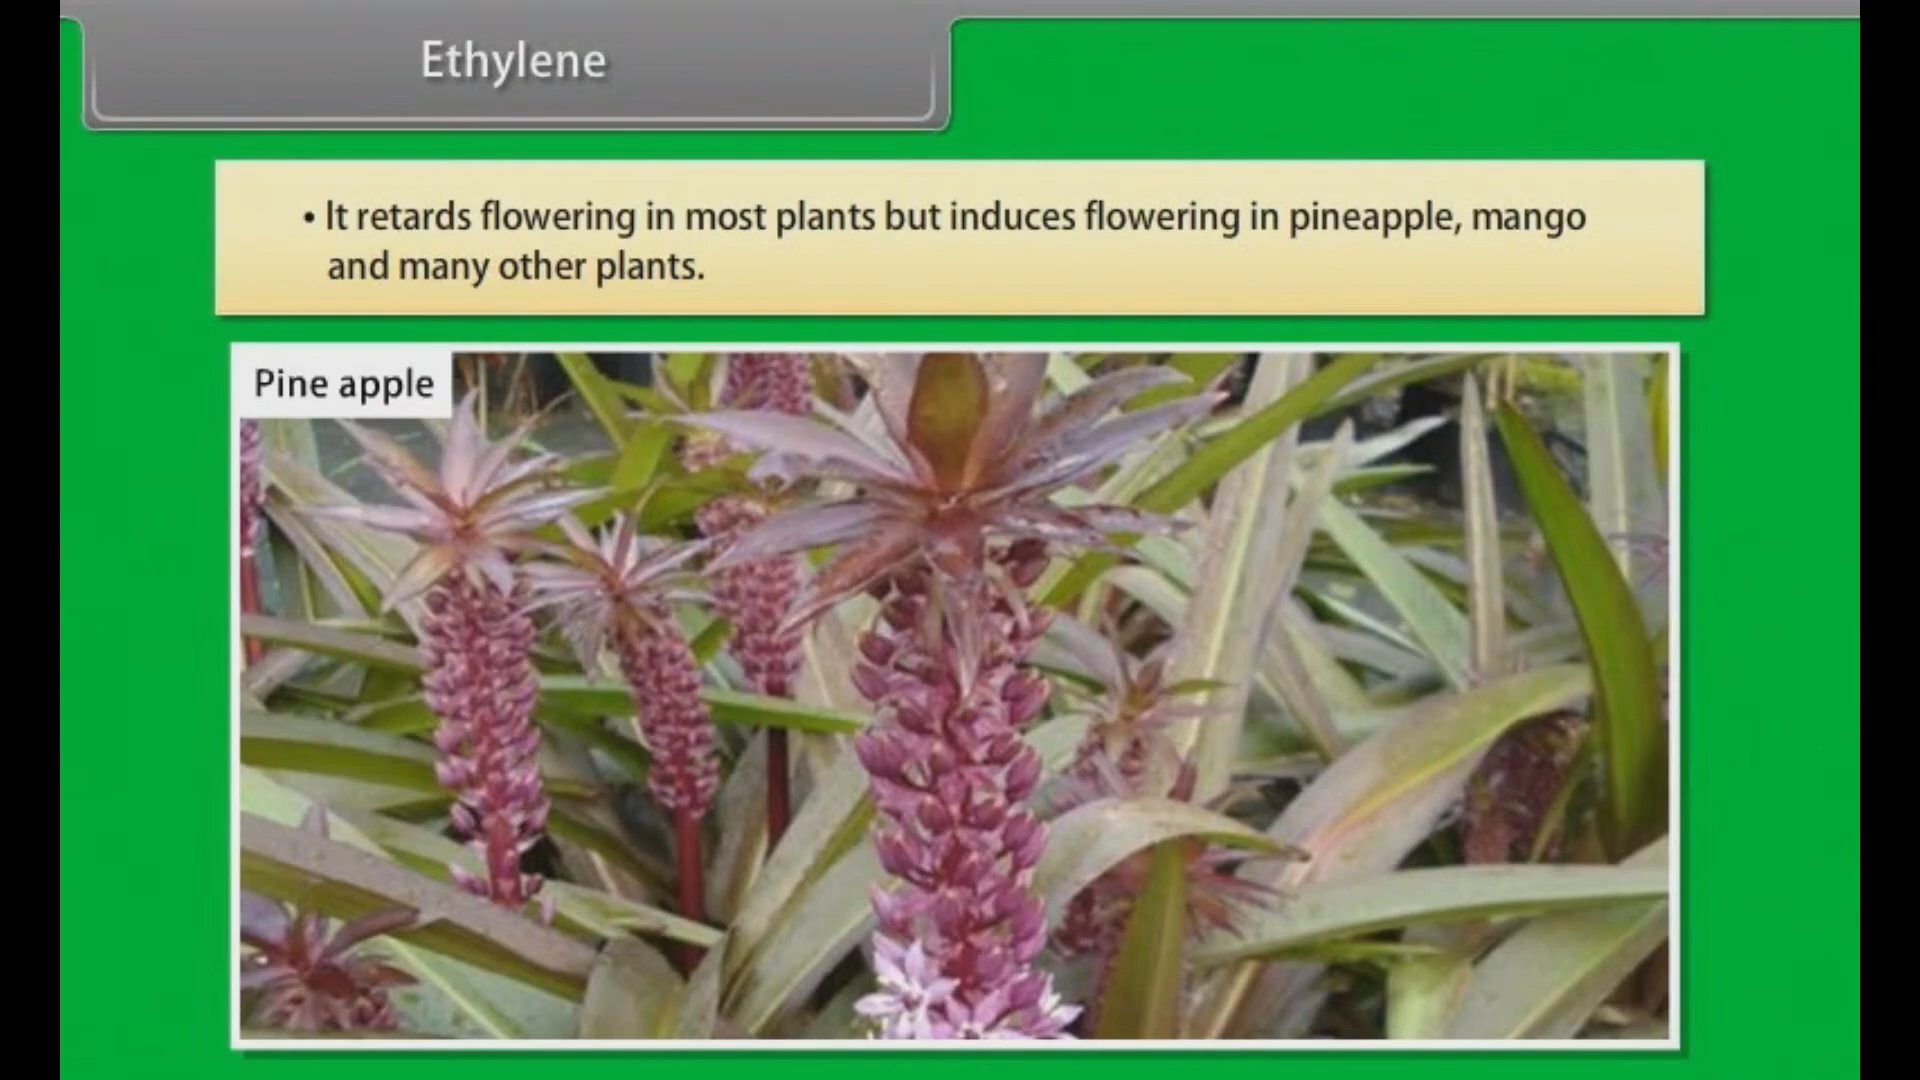 Ethylene
• It retards flowering in most plants but induces flowering in pineapple, mango
and many other plants.
Pine apple